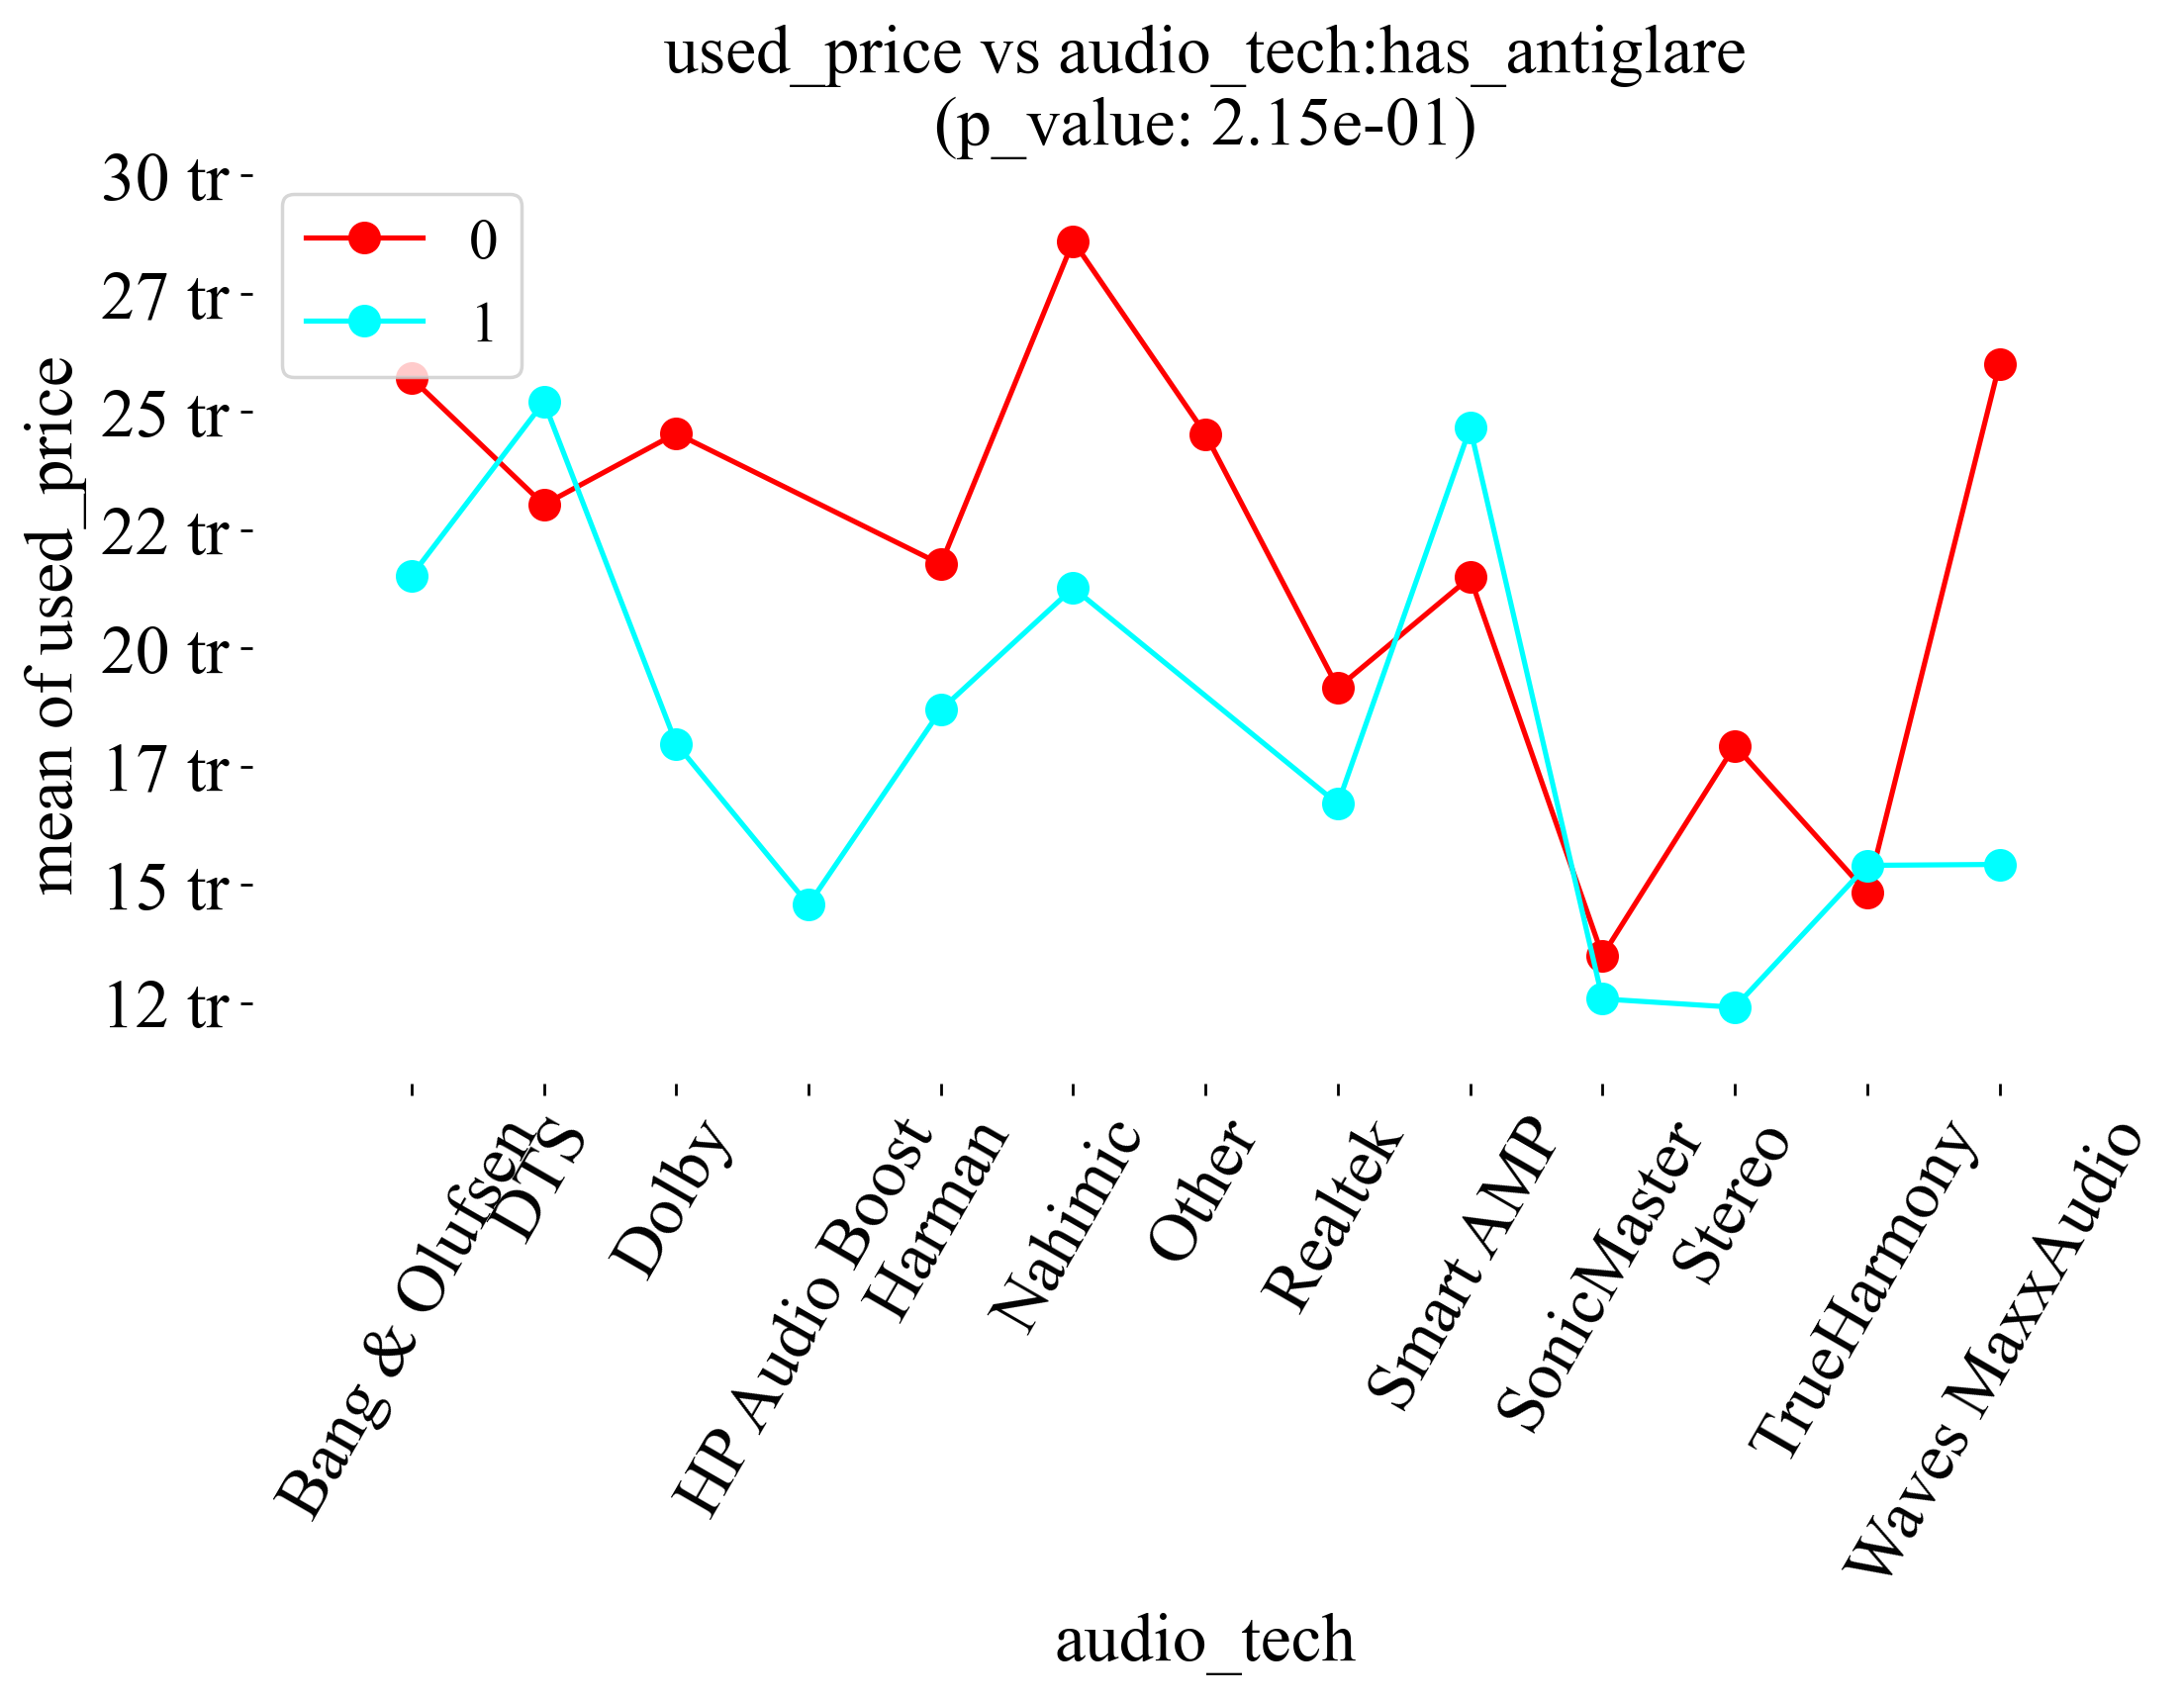 used_price vs audio_tech:has_antiglare
(p_value: 2.15e-01)
30 tr
27 tr
25 tr
22 tr
20 tr
17 tr
15 tr
12 tr
mean of used_price
0
1
Bang & Olufsen
DTS
Dolby
HP Audio Boost
Harman
Nahimic
Other
Realtek
Smart AMP
SonicMaster
Stereo
TrueHarmony
Waves MaxxAudio
audio_tech